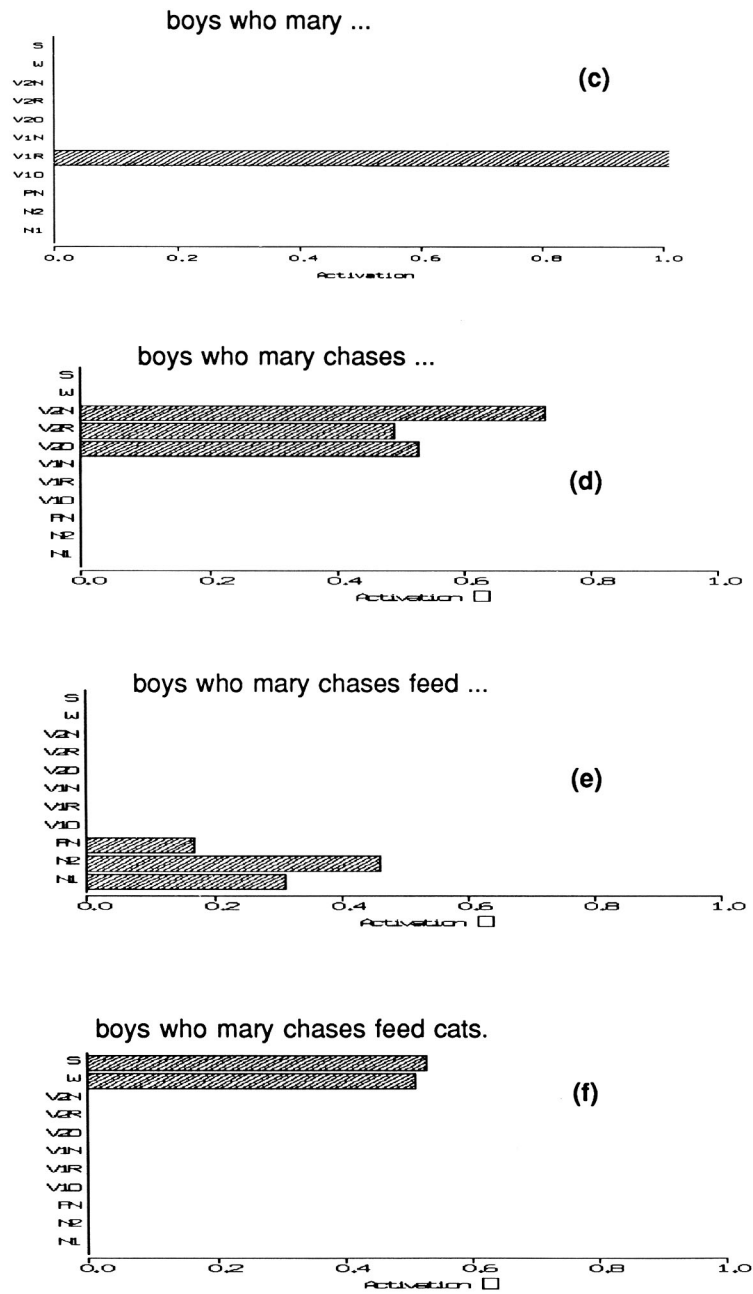 boys who mary ...
(c)
S
W
V2N
V2R
V2O
V1N
V1R
V1O
PN
N2
N1
0.0 0.2 0.4 0.6 0.8 1.0
Activation
boys who mary chases ...
(d)
S
W
V2N
V2R
V2O
V1N
V1R
V1O
PN
N2
N1
0.0 0.2 0.4 0.6 0.8 1.0
Activation
boys who mary chases feed ...
(e)
S
W
V2N
V2R
V2O
V1N
V1R
V1O
PN
N2
N1
0.0 0.2 0.4 0.6 0.8 1.0
Activation
boys who mary chases feed cats.
(f)
S
W
V2N
V2R
V2O
V1N
V1R
V1O
PN
N2
N1
0.0 0.2 0.4 0.6 0.8 1.0
Activation